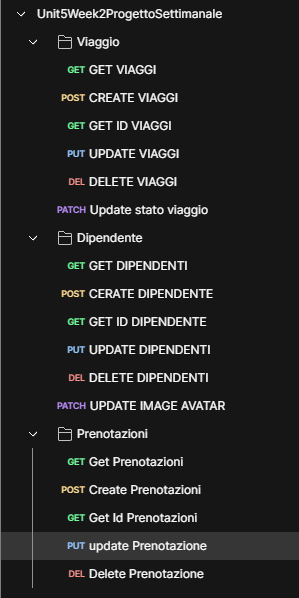 Unit5Week2ProgettoSettimanale
Viaggio
GET GET VIAGGI
POST CREATE VIAGGI
GET GET ID VIAGGI
PUT UPDATE VIAGGI
DEL DELETE VIAGGI
PATCH Update stato viaggio
Dipendente
GET GET DIPENDENTI
POST CERATE DIPENDENTE
GET GET ID DIPENDENTE
PUT UPDATE DIPENDENTI
DEL DELETE DIPENDENTI
PATCH UPDATE IMAGE AVATAR
Prenotazioni
GET Get Prenotazioni
POST Create Prenotazioni
GET Get Id Prenotazioni
PUT update Prenotazione
DEL Delete Prenotazione